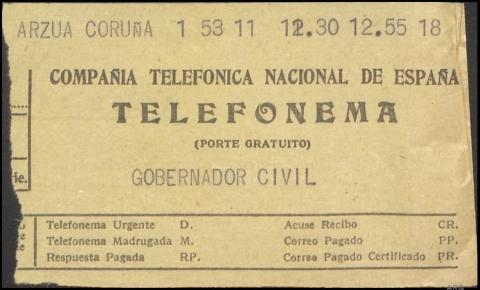 ARZUA CORUÑA 1 53 11 12.30 12.55 18
COMPAÑIA TELEFONICA NACIONAL DE ESPAÑA
TELEFONEMA
(PORTE GRATUITO)
GOBERNADOR CIVIL
Telefonema Urgente D. Acuse Recibo CR.
Telefonema Madrugada M. Correo Pagado PP.
Respuesta Pagada RP. Correo Pagado Certificado PR.